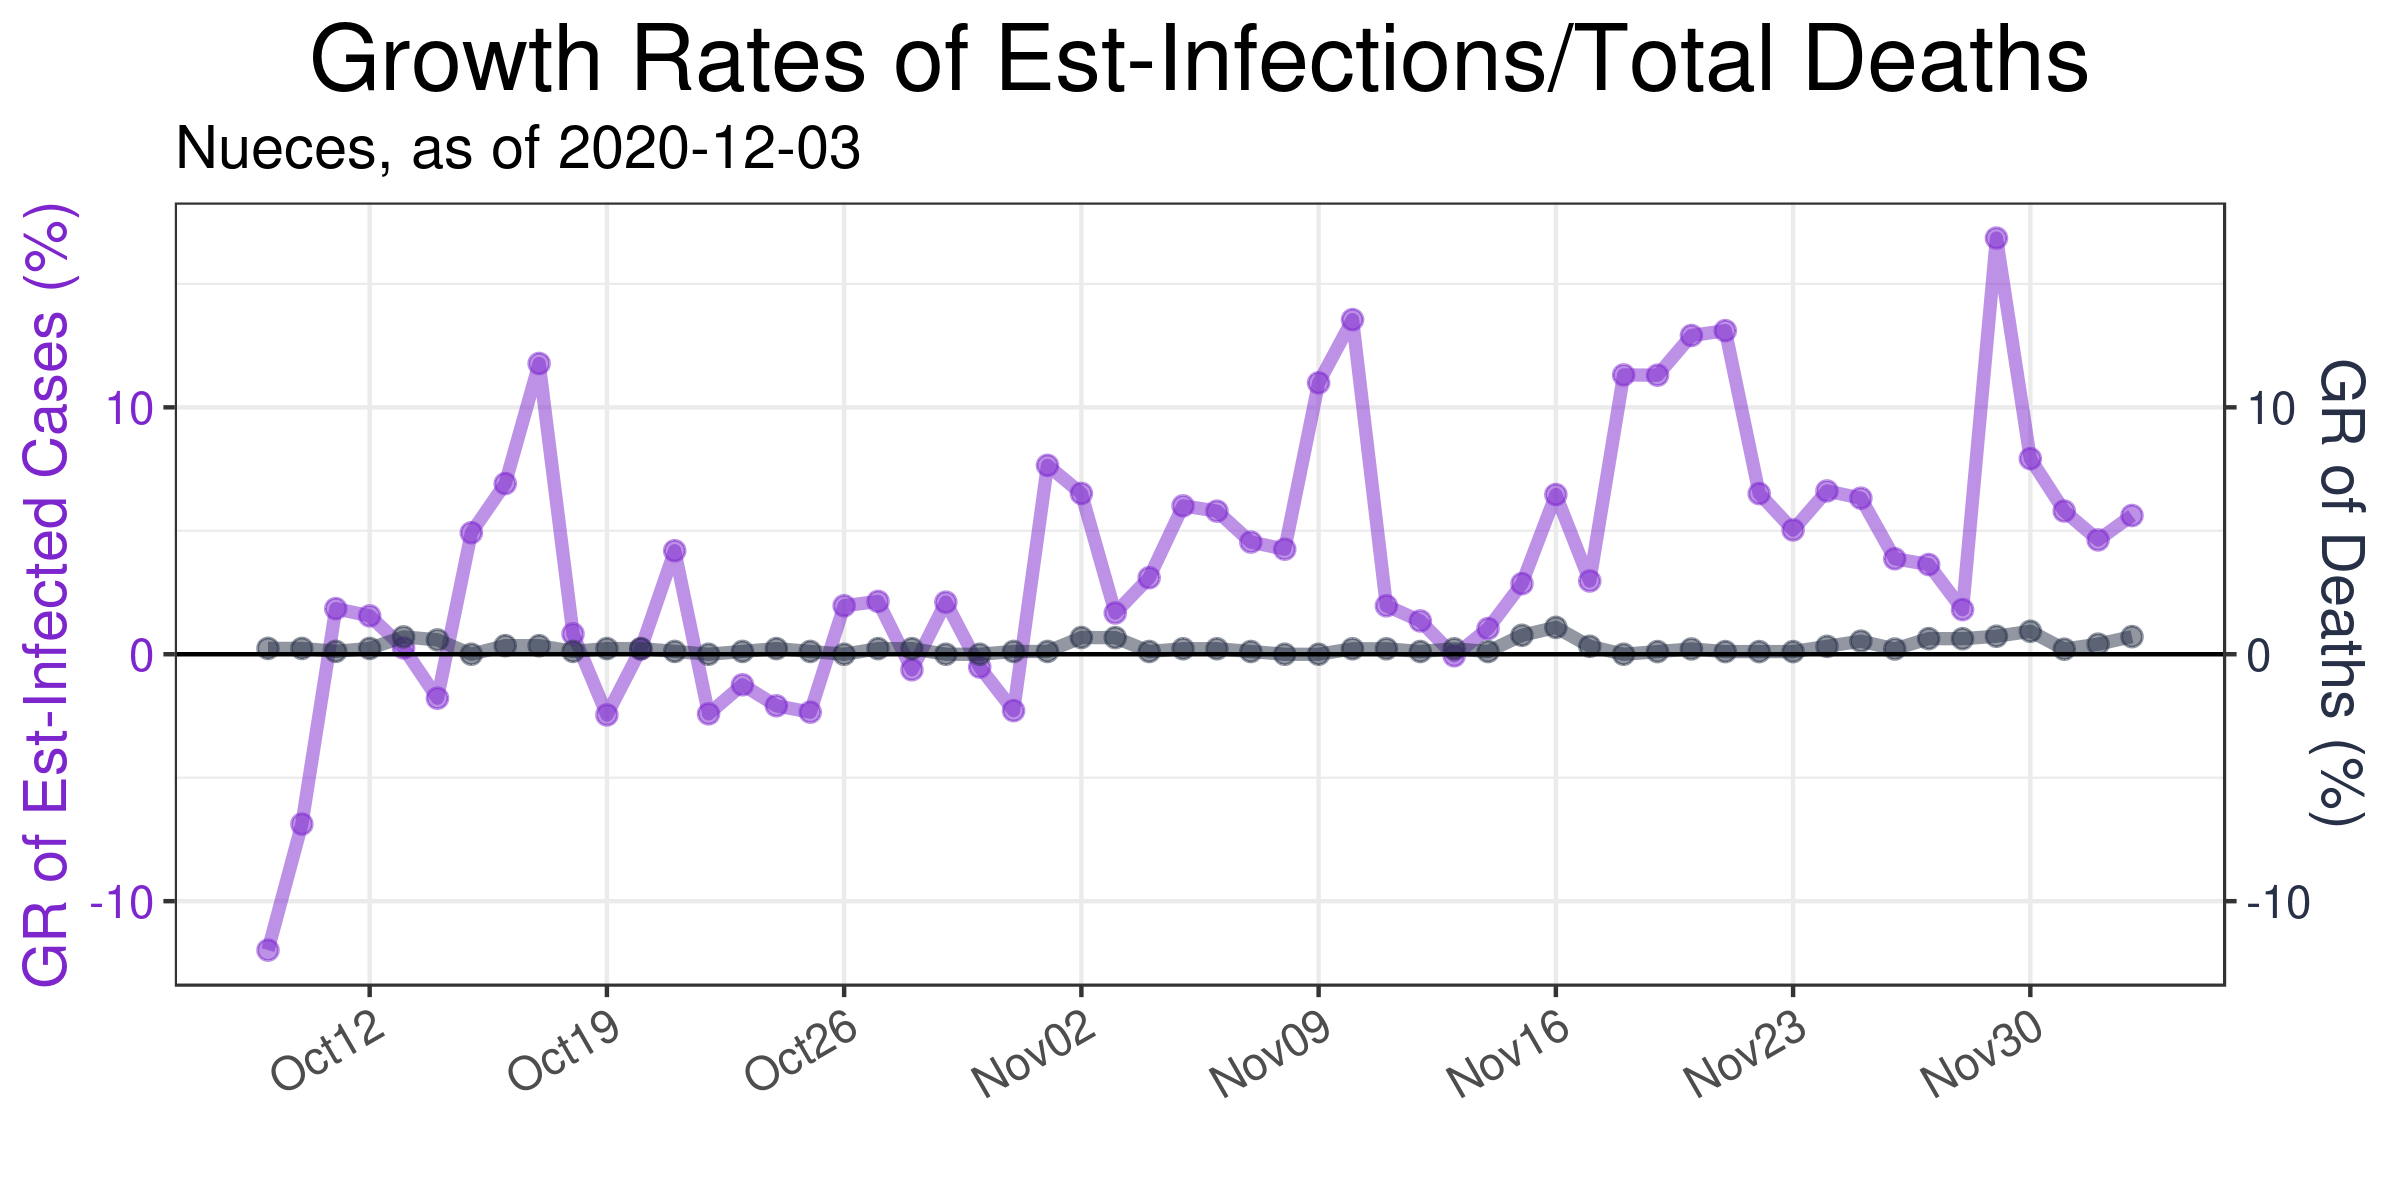 Growth Rates of Est-Infections/Total Deaths
Nueces, as of 2020-12-03
GR of Est-Infected Cases (%)
10
0
-10
10
0
-10
GR of Deaths (%)
Oct12
Oct19
Oct26
Nov02
Nov09
Nov16
Nov23
Nov30